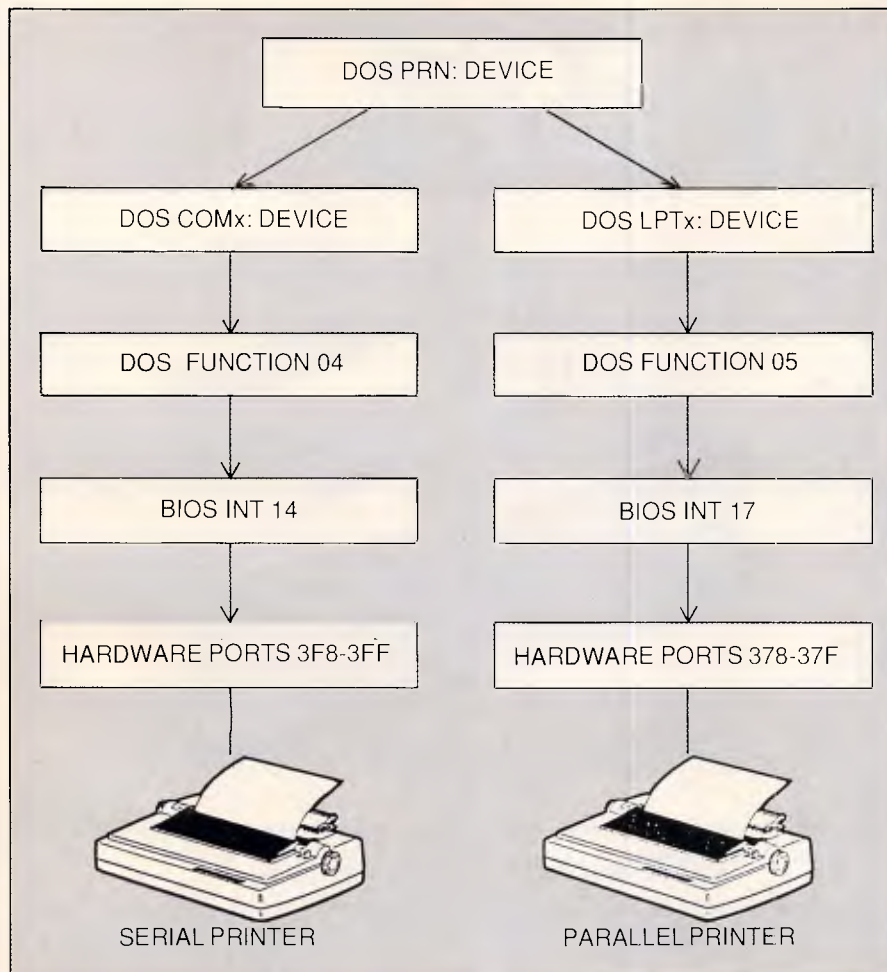 DOS PRN: DEVICE
DOS COMx: DEVICE
DOS LPTx: DEVICE
DOS FUNCTION 04
DOS FUNCTION 05
BIOS INT 14
BIOS INT 17
HARDWARE PORTS 3F8-3FF
HARDWARE PORTS 378-37F
SERIAL PRINTER
PARALLEL PRINTER